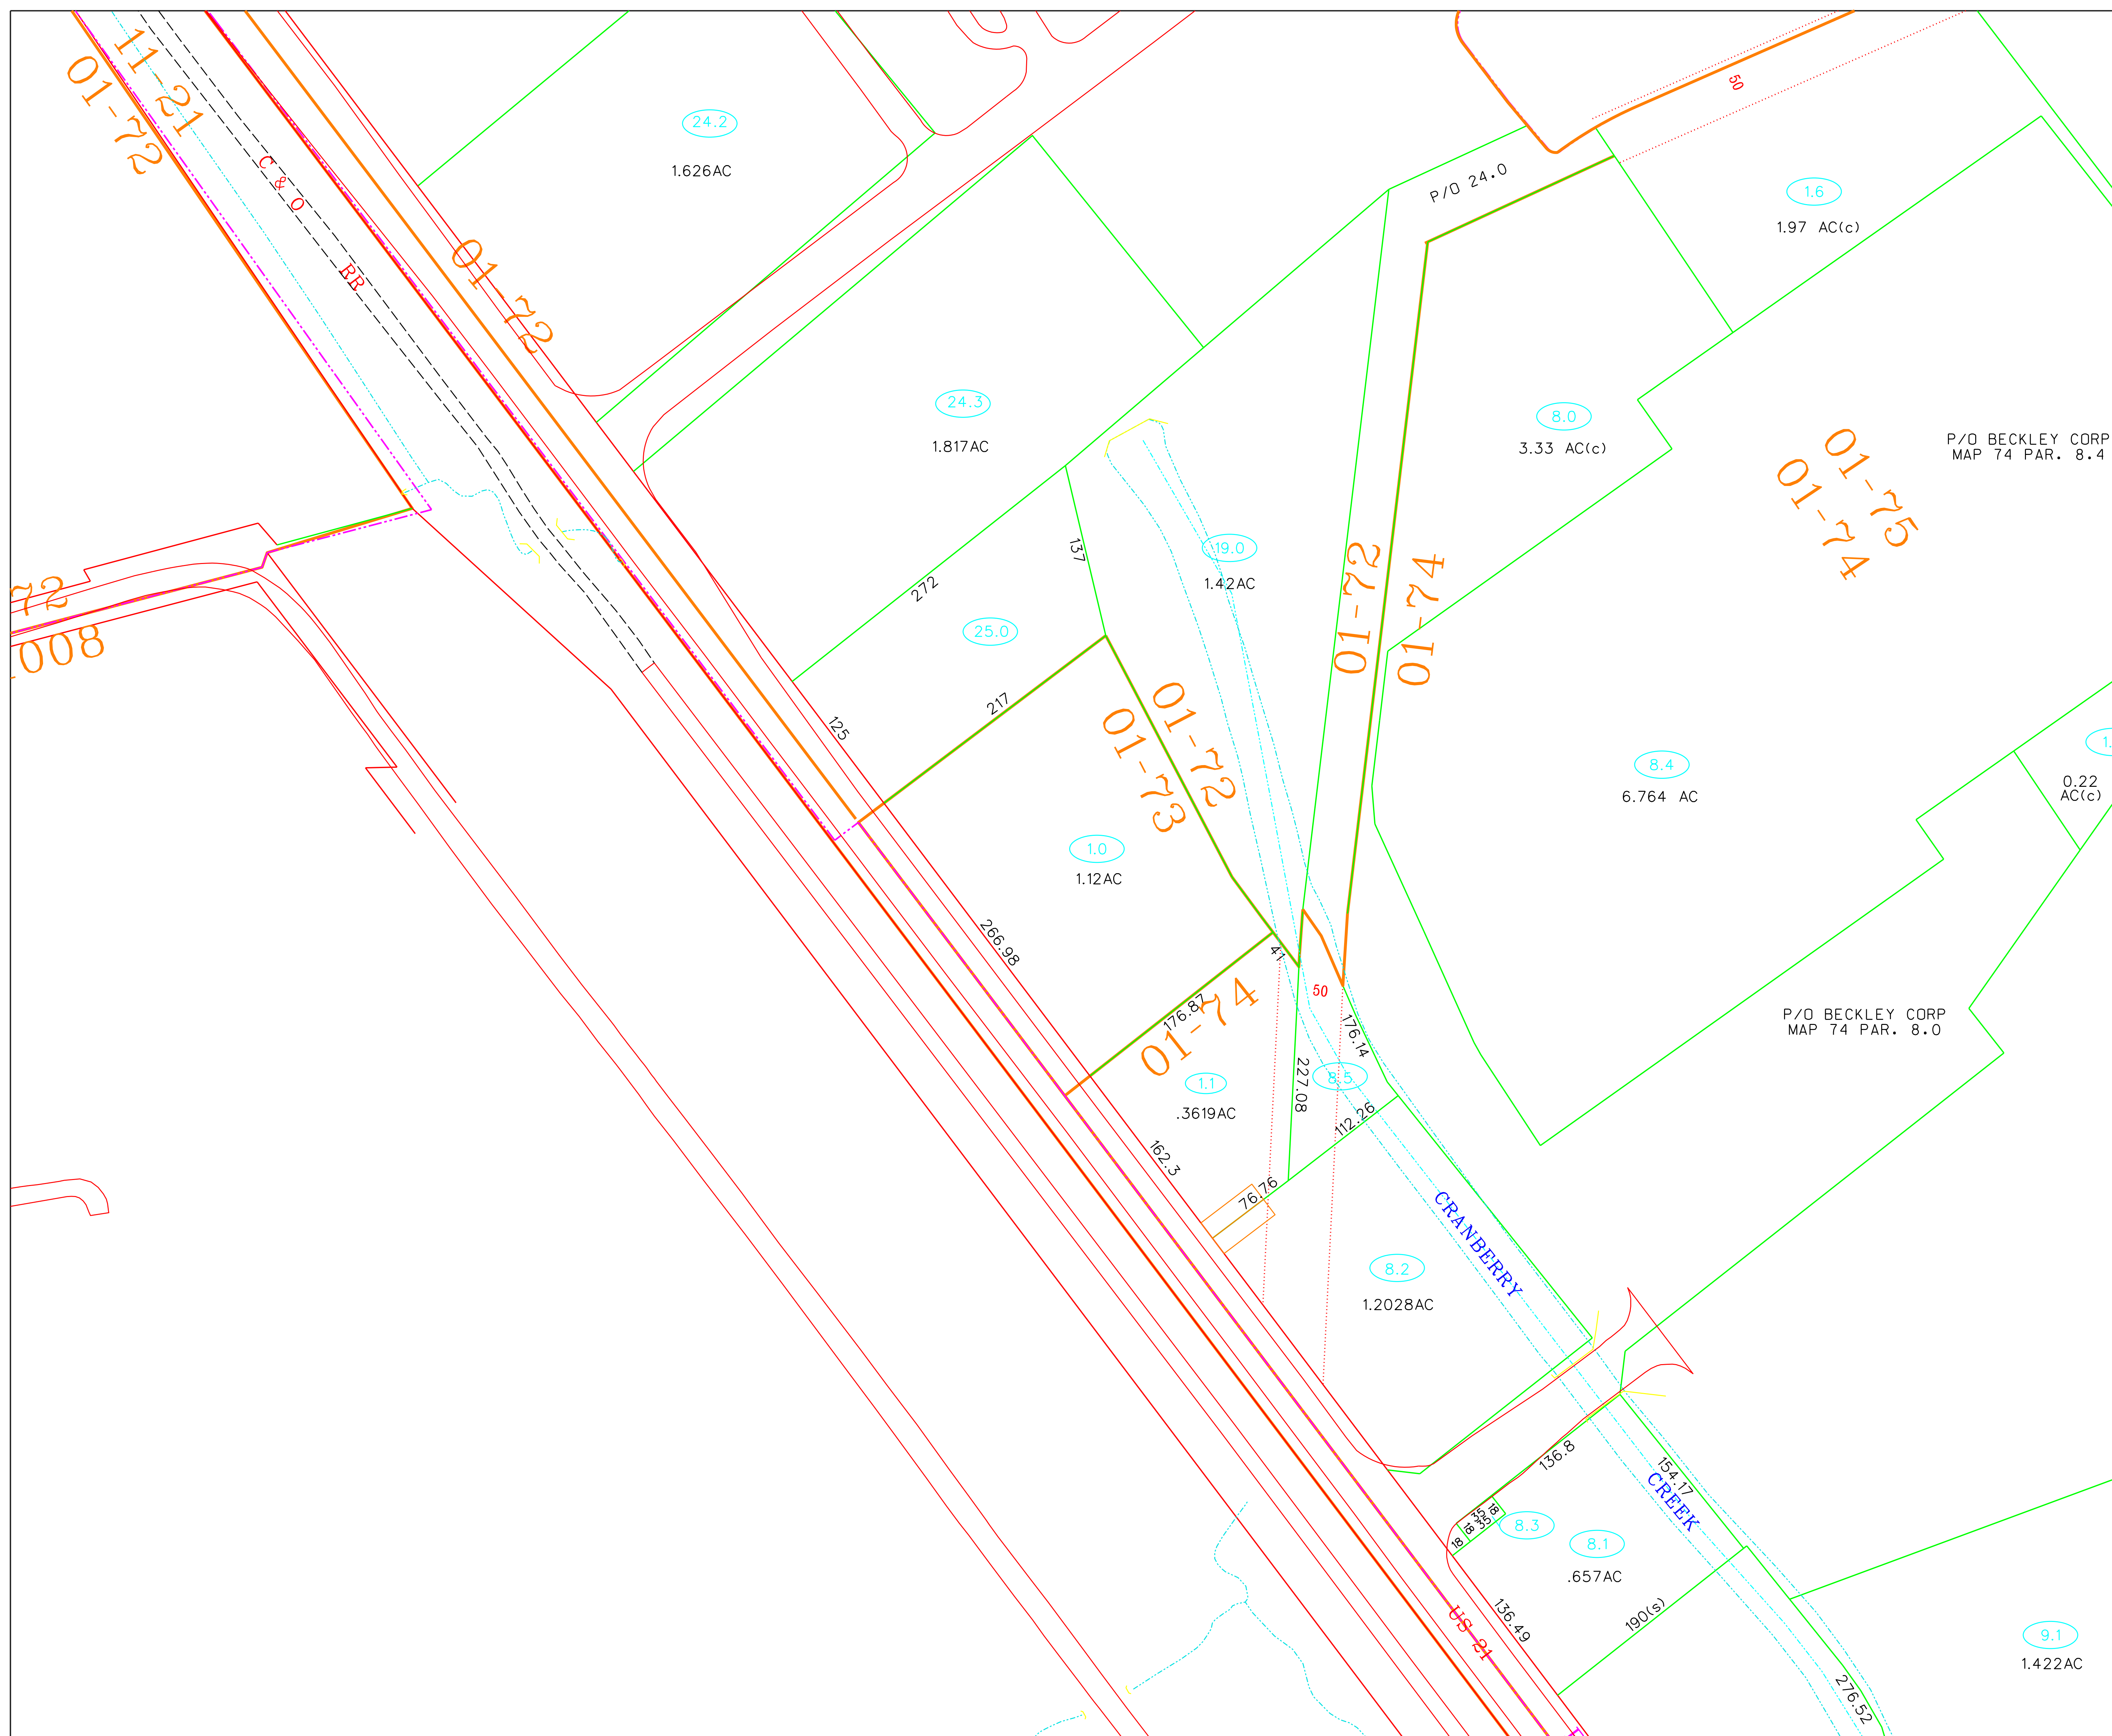 11-21
01-72
C & O RR
01-72
24.2
1.626AC
50
P/O 24.0
1.6
1.97 AC(c)
24.3
1.817AC
8.0
3.33 AC(c)
P/O BECKLEY CORP
MAP 74 PAR. 8.4
01-75
01-74
137
19.0
1.42AC
272
25.0
01-72
01-74
72
008
217
125
01-72
01-73
8.4
6.764 AC
1.
0.22
AC(c)
1.0
1.12AC
266.98
41
176.87
01-74
50
176.14
P/O BECKLEY CORP
MAP 74 PAR. 8.0
1.1
.3619AC
227.08
8.5
112.26
162.3
76.76
CRANBERRY
8.2
1.2028AC
136.8
154.17
CREEK
35
18
18
35
18
8.3
8.1
.657AC
136.49
190(s)
US 21
9.1
1.422AC
276.52